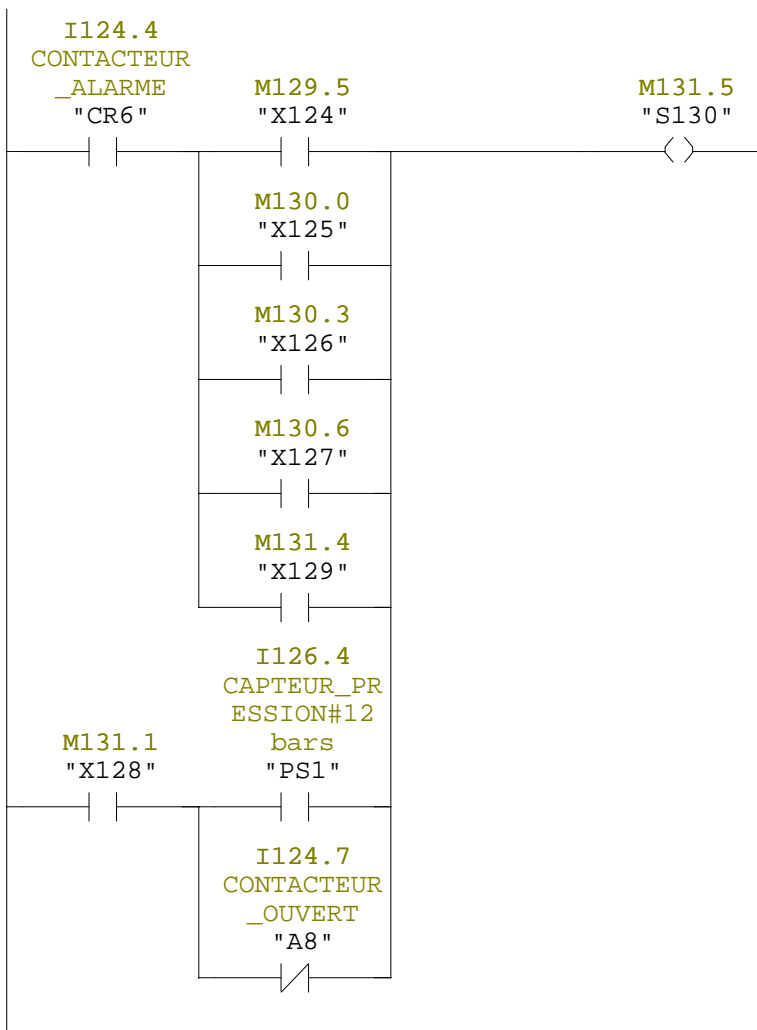 I124.4
CONTACTEUR
_ALARME
"CR6"
M129.5
"X124"
M131.5
"S130"
M130.0
"X125"
M130.3
"X126"
M130.6
"X127"
M131.4
"X129"
I126.4
CAPTEUR_PR
ESSION#12
bars
"PS1"
M131.1
"X128"
I124.7
CONTACTEUR
_OUVERT
"A8"